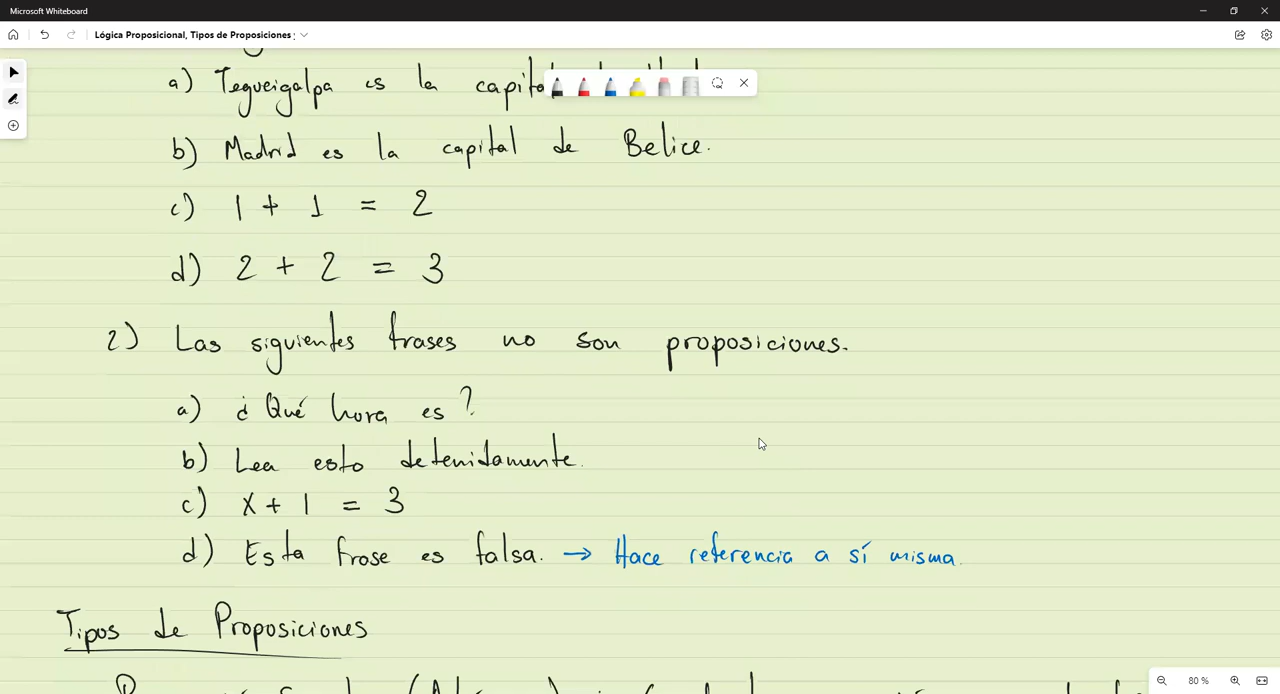 Microsoft Whiteboard
Lógica Proposicional, Tipos de Proposiciones
a) Tegucigalpa es la capital
b) Madrid es la capital de Belice.
c) 1 + 1 = 2
d) 2 + 2 = 3
2) Las siguientes frases no son proposiciones.
a) ¿Qué hora es?
b) Lea esto detenidamente.
c) x + 1 = 3
d) Esta frase es falsa. → Hace referencia a sí misma.
Tipos de Proposiciones
80 %